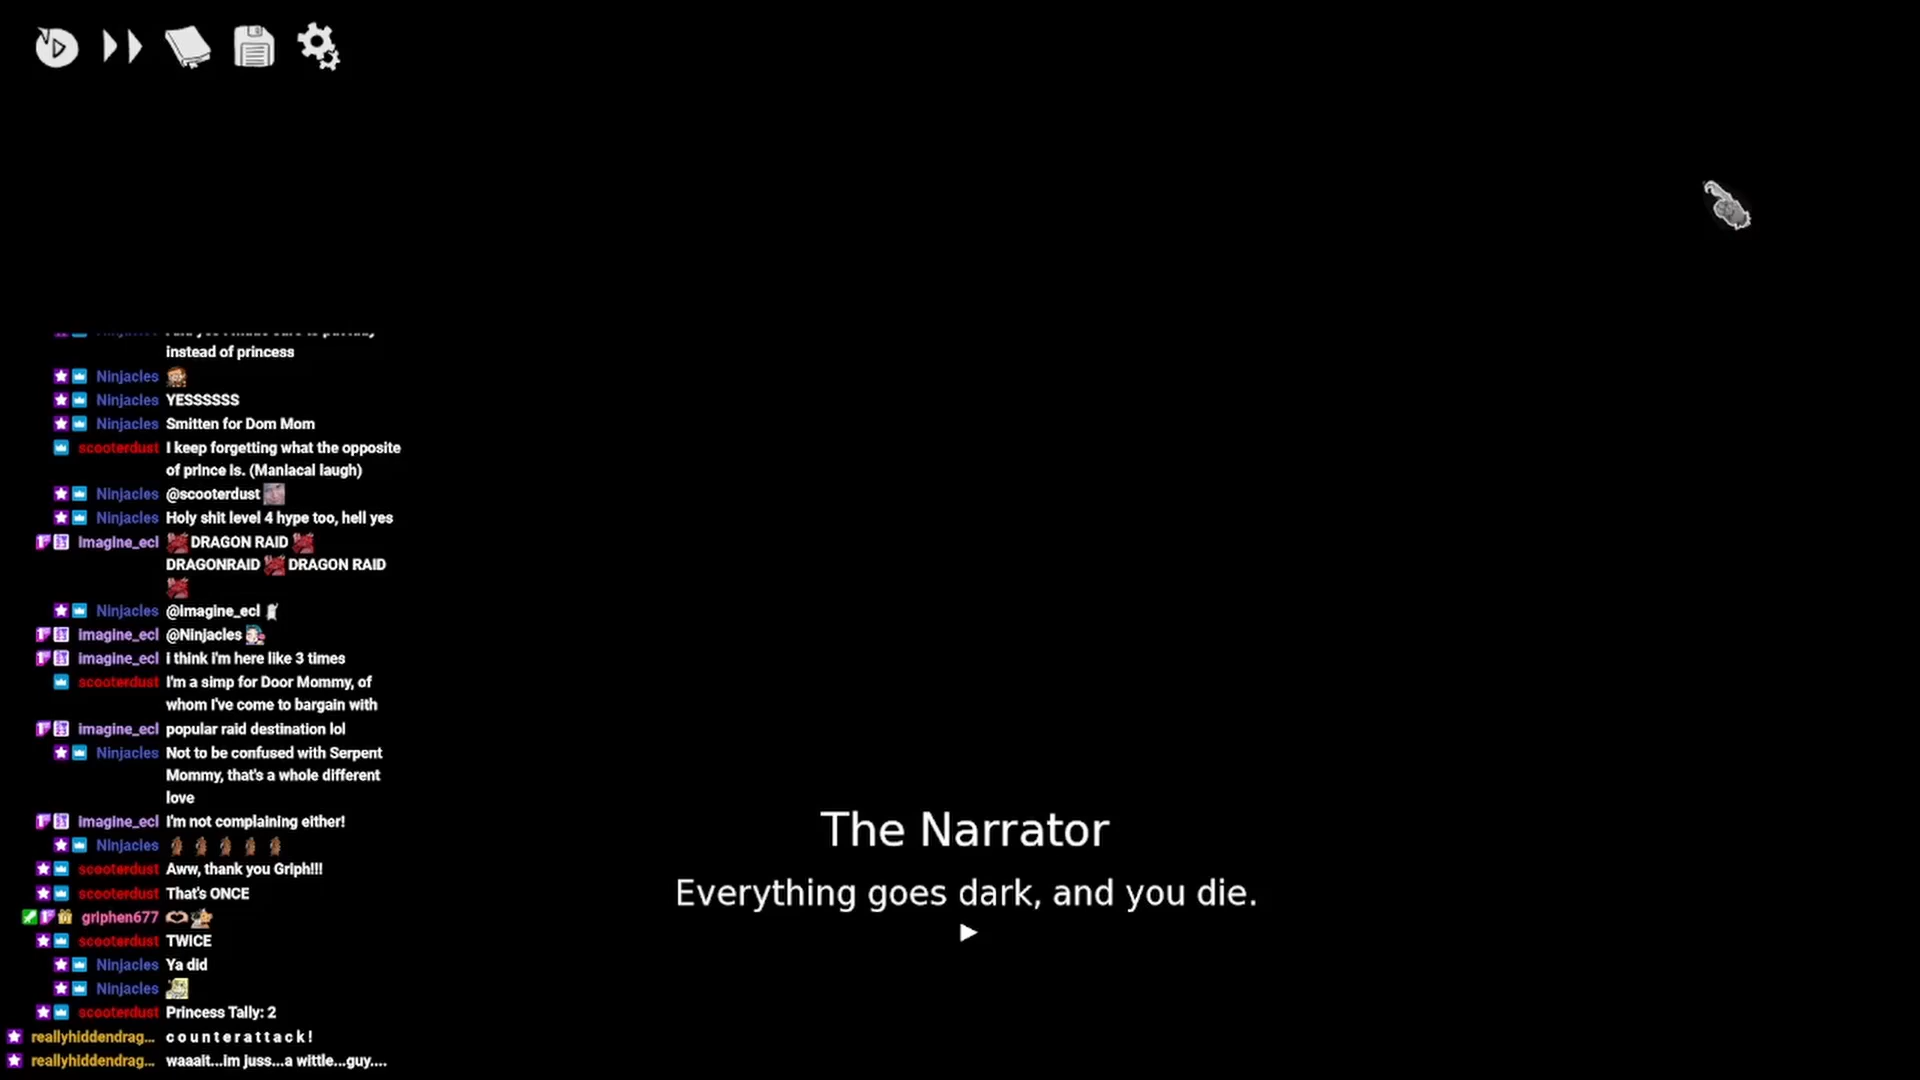 instead of princess
Ninjacles
Ninjacles YESSSSSS
Ninjacles Smitten for Dom Mom
scooterdust I keep forgetting what the opposite
of prince is. (Maniacal laugh)
Ninjacles @scooterdust
Ninjacles Holy shit level 4 hype too, hell yes
imagine_ecl DRAGON RAID
DRAGONRAID DRAGON RAID
Ninjacles @imagine_ecl
imagine_ecl @Ninjacles
imagine_ecl i think i'm here like 3 times
scooterdust I'm a simp for Door Mommy, of
whom I've come to bargain with
imagine_ecl popular raid destination lol
Ninjacles Not to be confused with Serpent
Mommy, that's a whole different
love
imagine_ecl I'm not complaining either!
Ninjacles
scooterdust Aww, thank you Griph!!!
scooterdust That's ONCE
griphen677
scooterdust TWICE
Ninjacles Ya did
Ninjacles
scooterdust Princess Tally: 2
reallyhiddendrag... c o u n t e r a t t a c k !
reallyhiddendrag... waaait...im juss...a wittle...guy....
The Narrator
Everything goes dark, and you die.